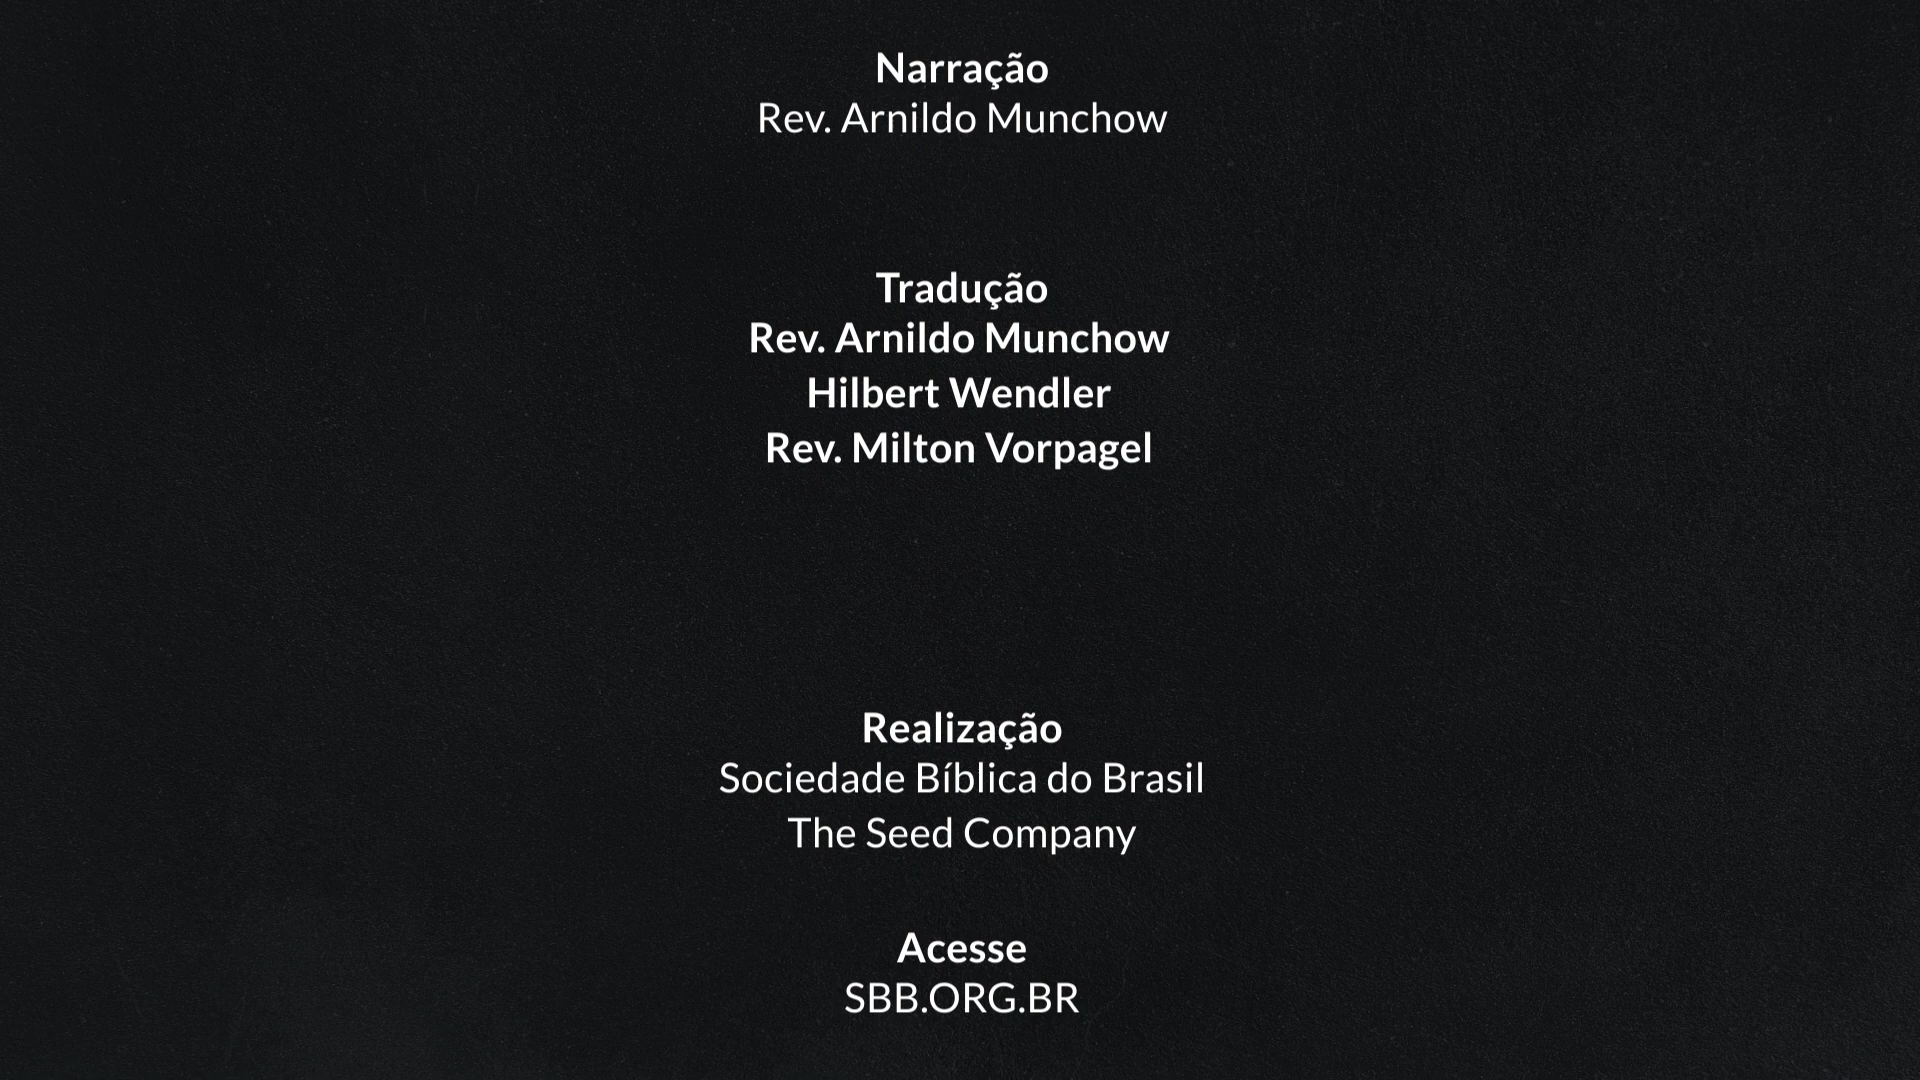 Narração
Rev. Arnildo Munchow
Tradução
Rev. Arnildo Munchow
Hilbert Wendler
Rev. Milton Vorpagel
Realização
Sociedade Bíblica do Brasil
The Seed Company
Acesse
SBB.ORG.BR